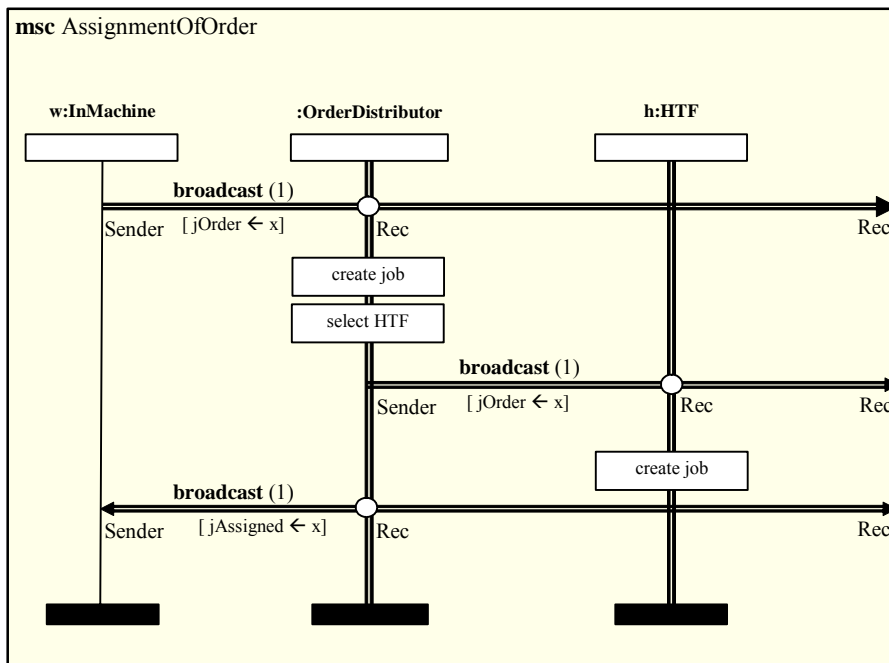 msc AssignmentOfOrder
w:InMachine :OrderDistributor h:HTF
broadcast (1)
Sender [ jOrder ← x] Rec Rec
create job
select HTF
broadcast (1)
Sender [ jOrder ← x] Rec Rec
create job
broadcast (1)
Sender [ jAssigned ← x] Rec Rec